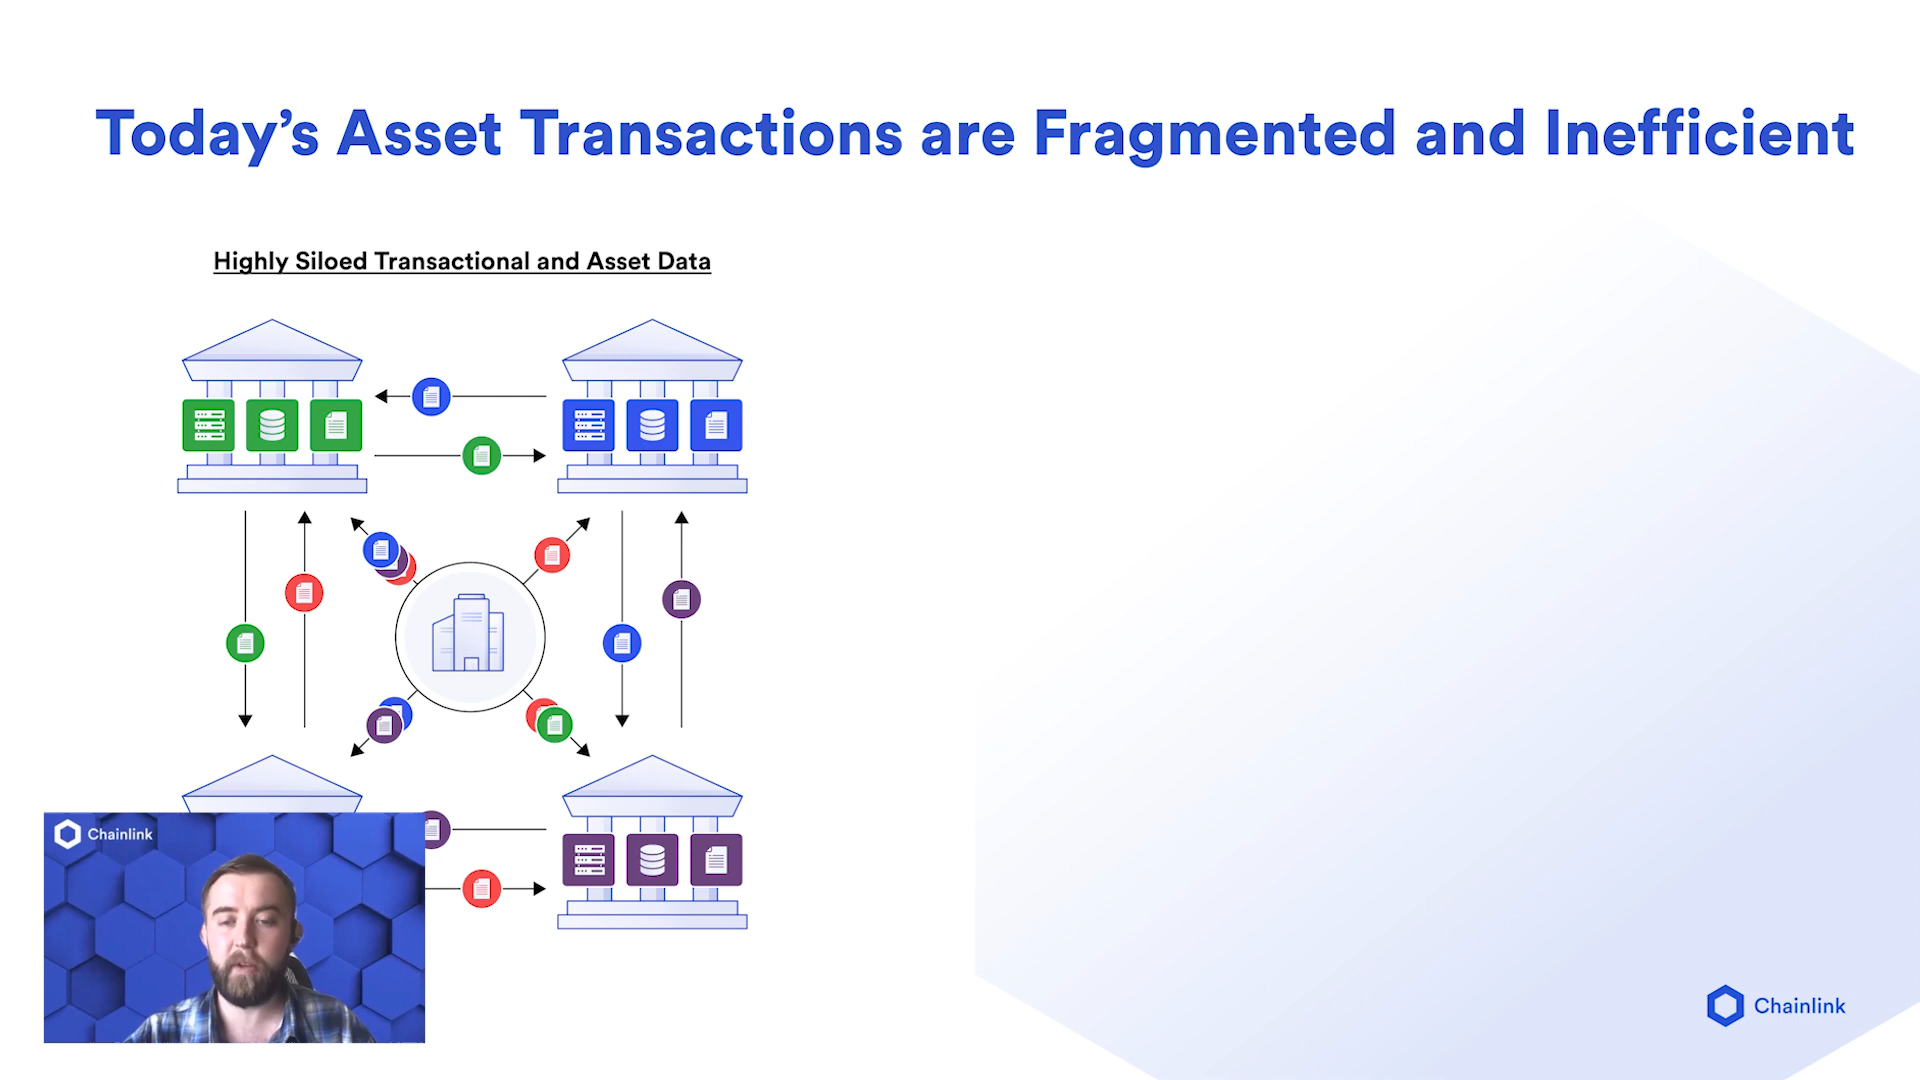 Today’s Asset Transactions are Fragmented and Inefficient
Highly Siloed Transactional and Asset Data
Chainlink
Chainlink